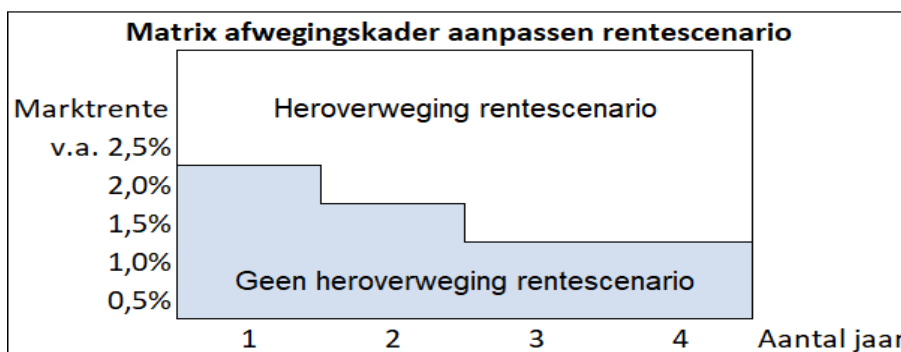 Matrix afwegingskader aanpassen rentescenario
Marktrente
Heroverweging rentescenario
v.a. 2,5%
2,0%
1,5%
1,0%
Geen heroverweging rentescenario
0,5%
1 2 3 4 Aantal jaar